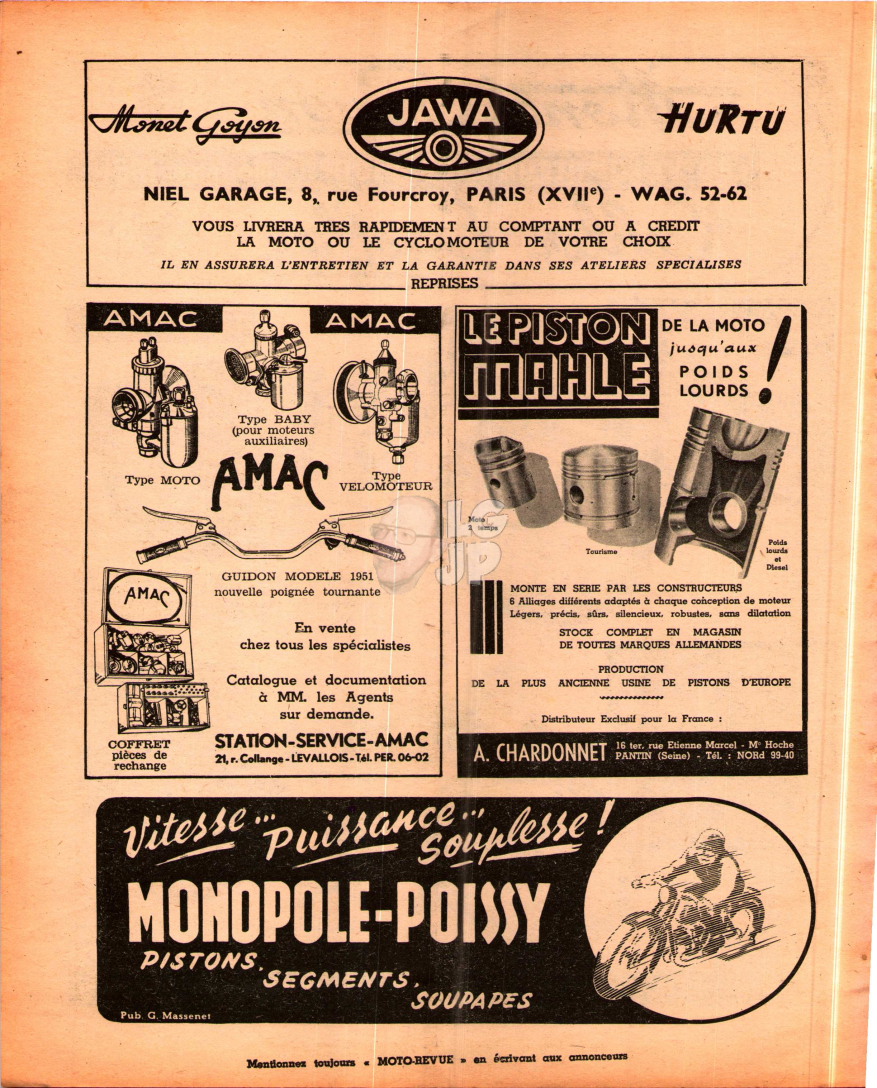 Monet Goyon
JAWA
HURTU
NIEL GARAGE, 8, rue Fourcroy, PARIS (XVIIe) - WAG. 52-62
VOUS LIVRERA TRES RAPIDEMENT AU COMPTANT OU A CREDIT
LA MOTO OU LE CYCLOMOTEUR DE VOTRE CHOIX
IL EN ASSURERA L'ENTRETIEN ET LA GARANTIE DANS SES ATELIERS SPECIALISES
REPRISES
AMAC
AMAC
Type BABY
(pour moteurs
auxiliaires)
Type MOTO
AMAC
Type
VELOMOTEUR
GUIDON MODELE 1951
nouvelle poignée tournante
AMAC
En vente
chez tous les spécialistes
Catalogue et documentation
à MM. les Agents
sur demande.
COFFRET
pièces de
rechange
STATION-SERVICE-AMAC
21, r. Collange - LEVALLOIS - Tél. PER. 06-02
LE PISTON
MAHLE
DE LA MOTO
jusqu'aux
POIDS
LOURDS !
Moto :
2 temps
Tourisme
Poids
lourds
et
Diesel
LC
JP
MONTE EN SERIE PAR LES CONSTRUCTEURS
6 Alliages différents adaptés à chaque conception de moteur
Légers, précis, sûrs, silencieux, robustes, sans dilatation
STOCK COMPLET EN MAGASIN
DE TOUTES MARQUES ALLEMANDES
PRODUCTION
DE LA PLUS ANCIENNE USINE DE PISTONS D'EUROPE
Distributeur Exclusif pour la France :
A. CHARDONNET
16 ter, rue Etienne Marcel - Mo Hoche
PANTIN (Seine) - Tél. : NORd 99-40
Vitesse... Puissance... Souplesse !
MONOPOLE-POISSY
PISTONS,
SEGMENTS,
SOUPAPES
Pub. G. Massenet
Mentionnez toujours « MOTO-REVUE » en écrivant aux annonceurs